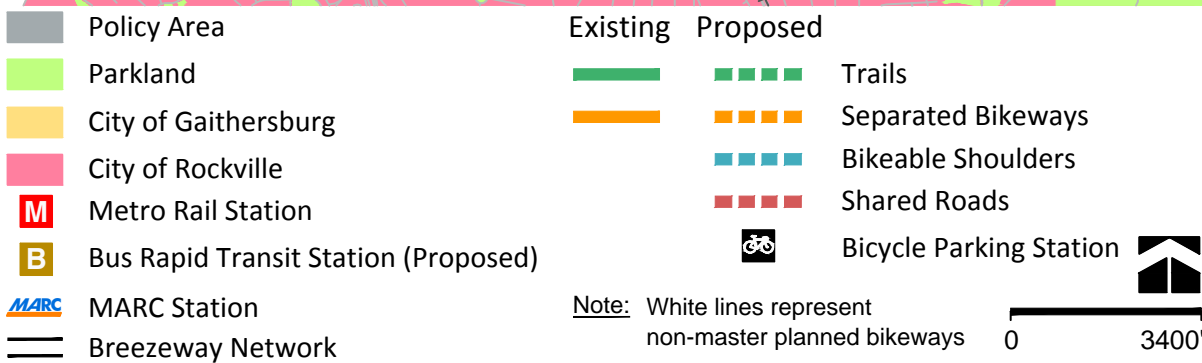 Policy Area
Parkland
City of Gaithersburg
City of Rockville
M Metro Rail Station
B Bus Rapid Transit Station (Proposed)
MARC MARC Station
Breezeway Network
Existing Proposed
Trails
Separated Bikeways
Bikeable Shoulders
Shared Roads
Bicycle Parking Station
Note: White lines represent
non-master planned bikeways
0 3400'